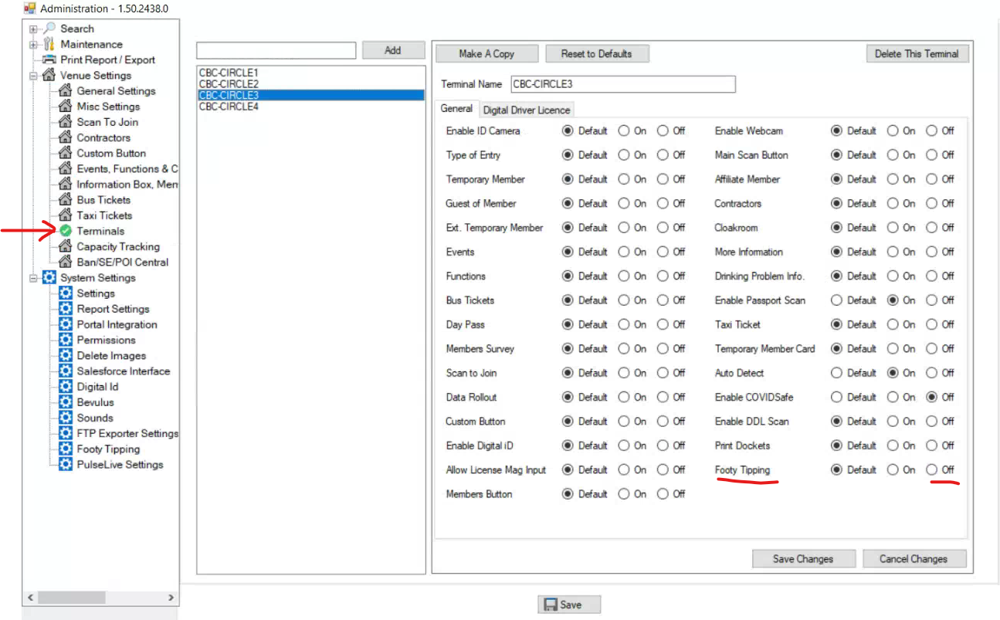 Administration - 1.50.2438.0
Search
Maintenance
Print Report / Export
Venue Settings
General Settings
Misc Settings
Scan To Join
Contractors
Custom Button
Events, Functions & C
Information Box, Mem
Bus Tickets
Taxi Tickets
Terminals
Capacity Tracking
Ban/SE/POI Central
System Settings
Settings
Report Settings
Portal Integration
Permissions
Delete Images
Salesforce Interface
Digital Id
Bevulus
Sounds
FTP Exporter Settings
Footy Tipping
PulseLive Settings
Add
CBC-CIRCLE1
CBC-CIRCLE2
CBC-CIRCLE3
CBC-CIRCLE4
Make A Copy Reset to Defaults Delete This Terminal
Terminal Name CBC-CIRCLE3
General Digital Driver Licence
Enable ID Camera Default On Off Enable Webcam Default On Off
Type of Entry Default On Off Main Scan Button Default On Off
Temporary Member Default On Off Affiliate Member Default On Off
Guest of Member Default On Off Contractors Default On Off
Ext. Temporary Member Default On Off Cloakroom Default On Off
Events Default On Off More Information Default On Off
Functions Default On Off Drinking Problem Info. Default On Off
Bus Tickets Default On Off Enable Passport Scan Default On Off
Day Pass Default On Off Taxi Ticket Default On Off
Members Survey Default On Off Temporary Member Card Default On Off
Scan to Join Default On Off Auto Detect Default On Off
Data Rollout Default On Off Enable COVIDSafe Default On Off
Custom Button Default On Off Enable DDL Scan Default On Off
Enable Digital iD Default On Off Print Dockets Default On Off
Allow License Mag Input Default On Off Footy Tipping Default On Off
Members Button Default On Off
Save Changes Cancel Changes
Save